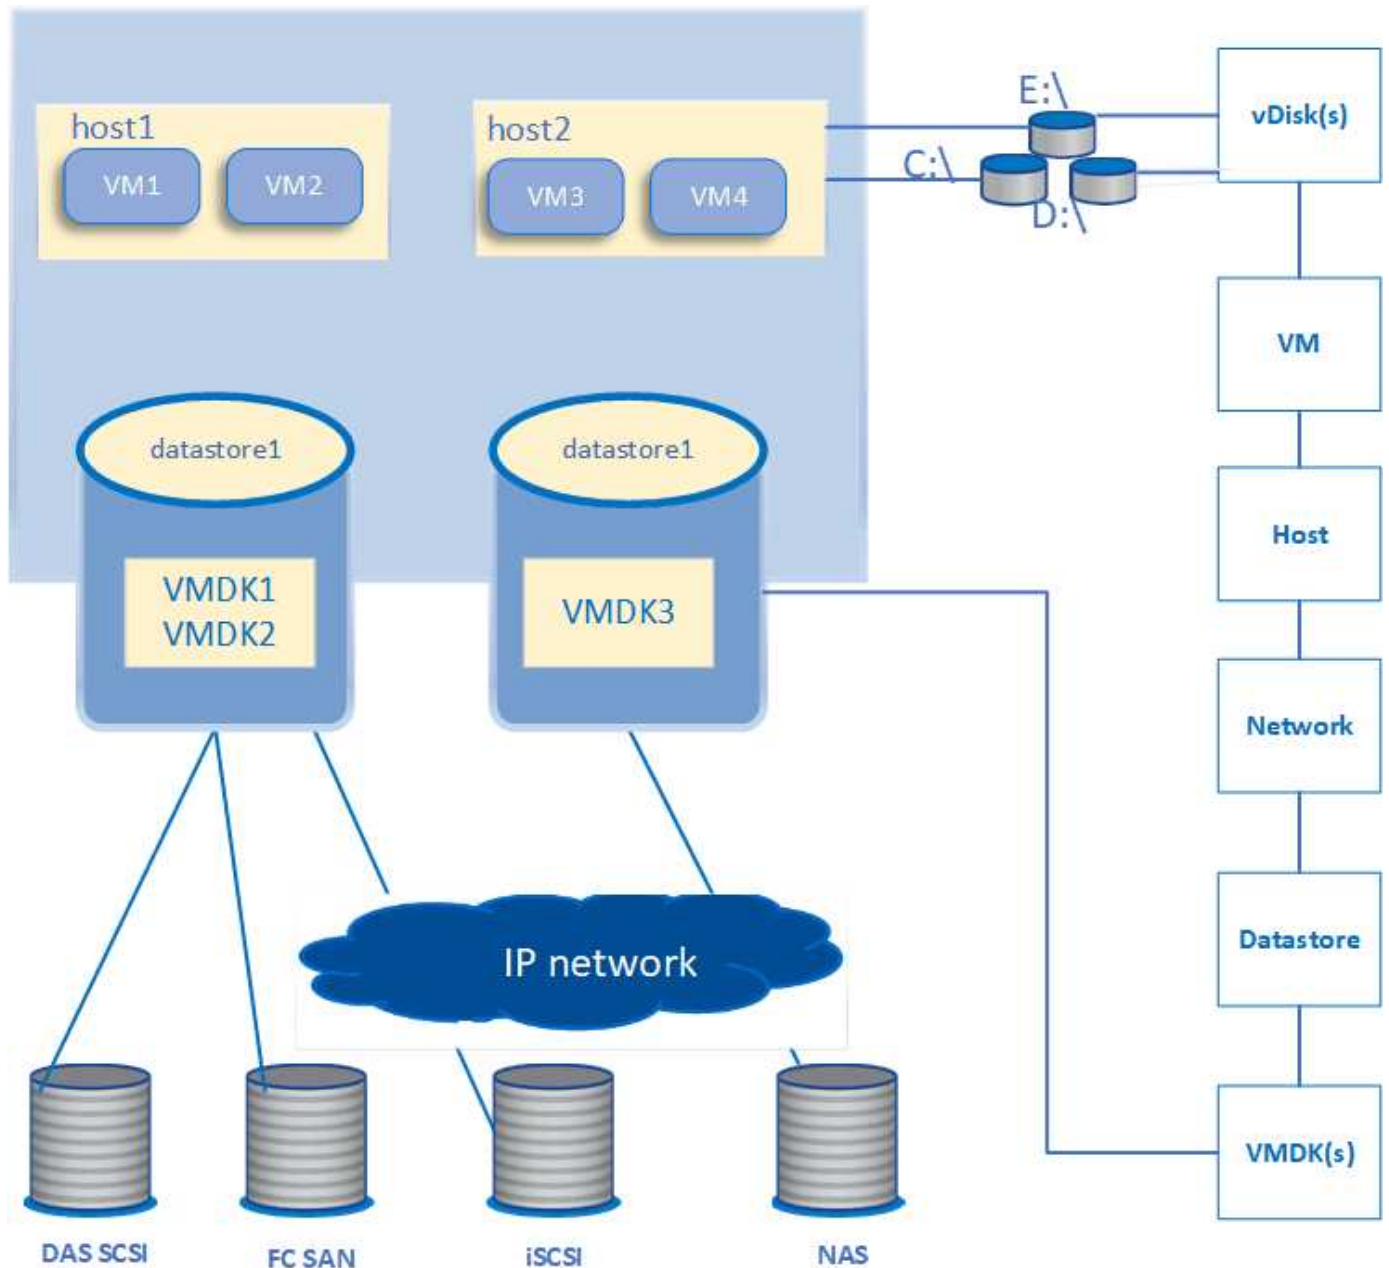 host1
VM1
VM2
host2
VM3
VM4
E:\
C:\
D:\
vDisk(s)
VM
Host
Network
Datastore
VMDK(s)
datastore1
VMDK1
VMDK2
datastore1
VMDK3
IP network
DAS SCSI
FC SAN
iSCSI
NAS